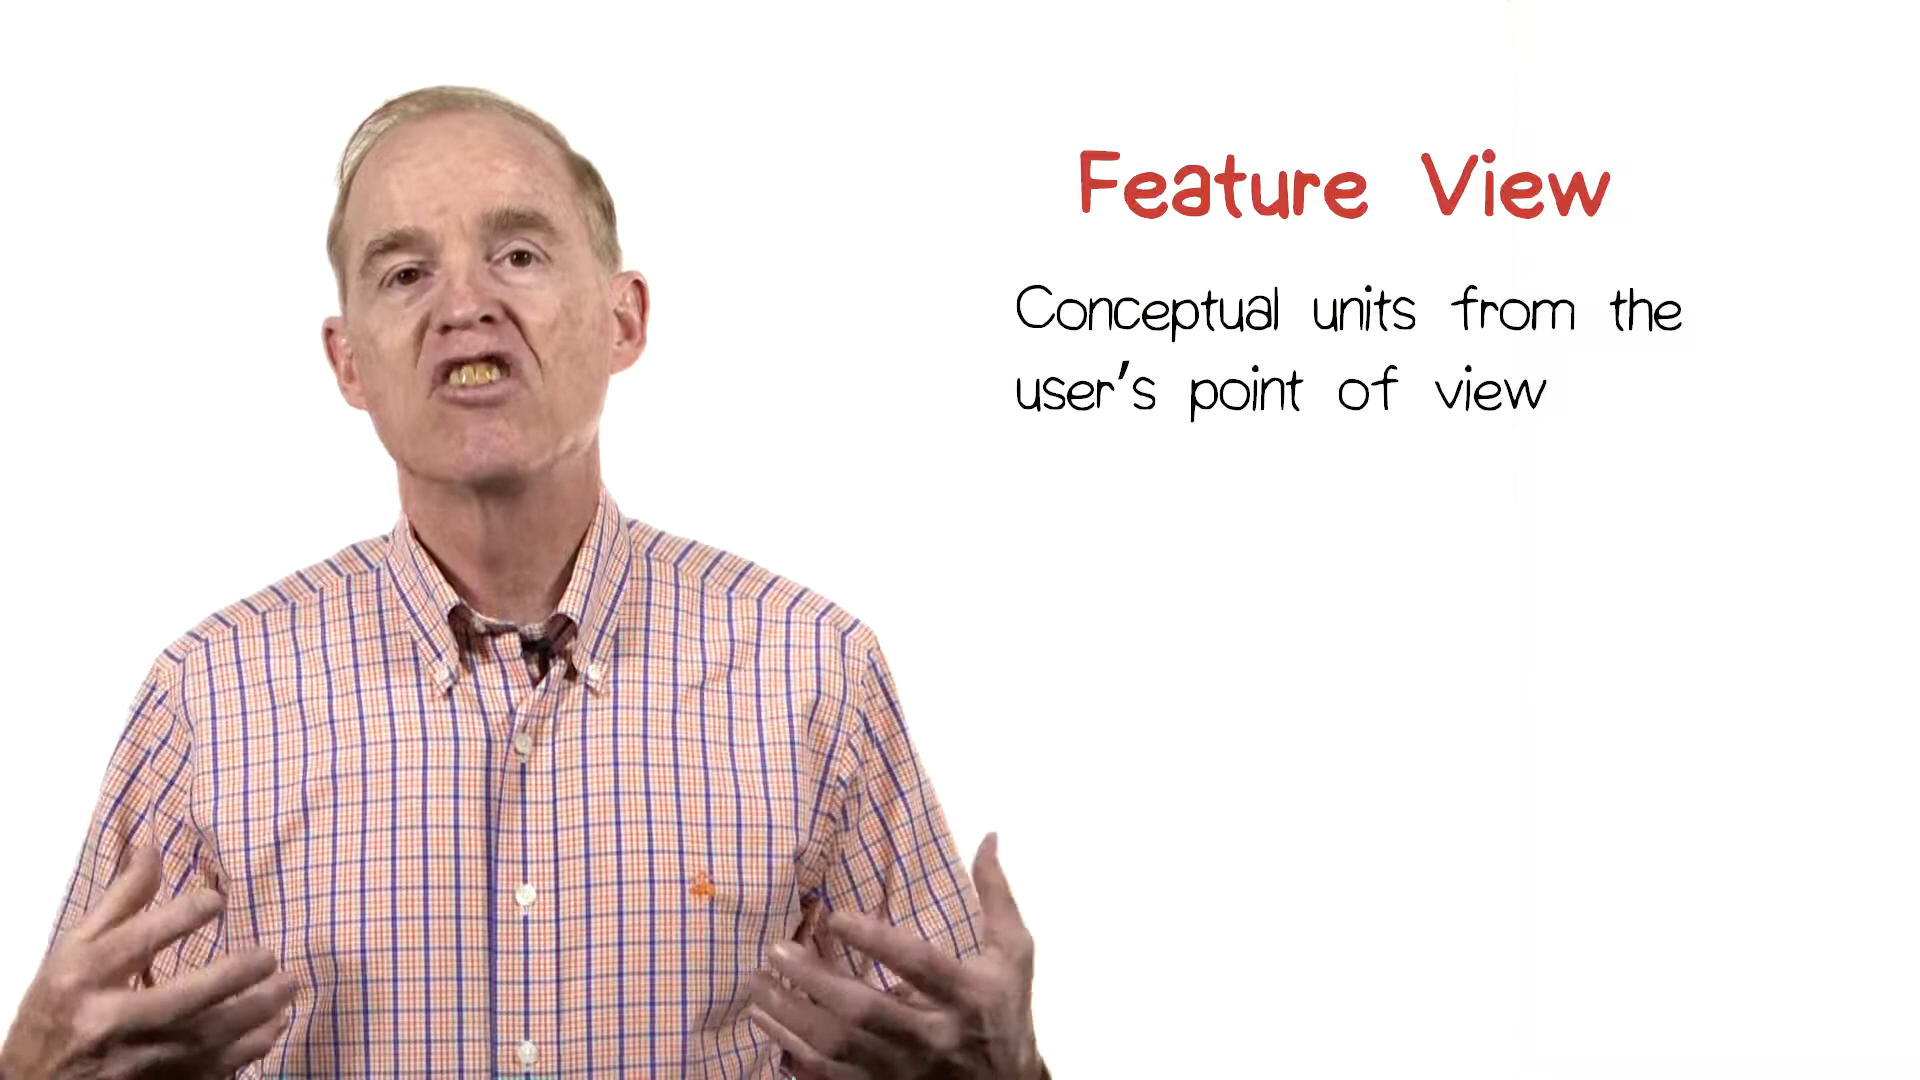 Feature View
Conceptual units from the
user's point of view